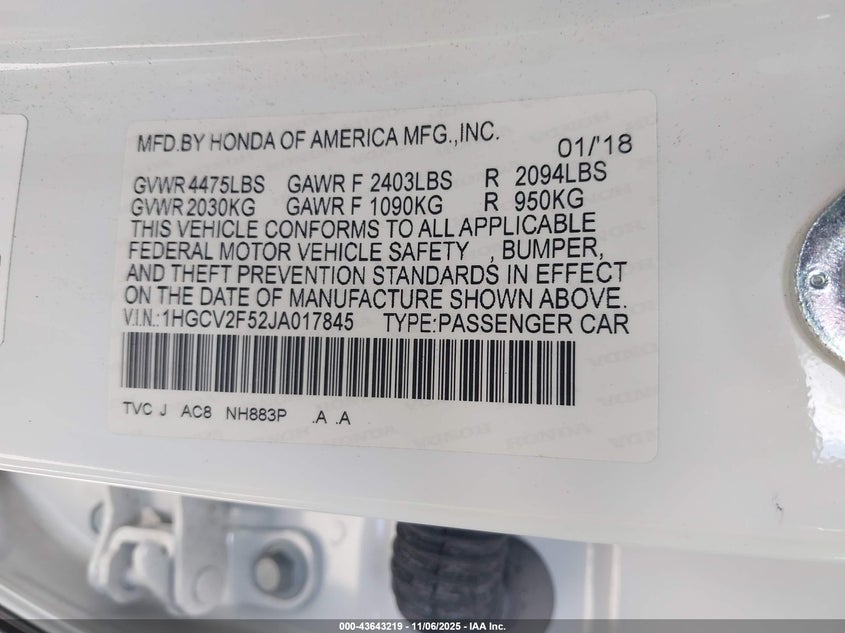 MFD.BY HONDA OF AMERICA MFG.,INC. 01/'18
GVWR 4475LBS GAWR F 2403LBS R 2094LBS
GVWR 2030KG GAWR F 1090KG R 950KG
THIS VEHICLE CONFORMS TO ALL APPLICABLE
FEDERAL MOTOR VEHICLE SAFETY , BUMPER,
AND THEFT PREVENTION STANDARDS IN EFFECT
ON THE DATE OF MANUFACTURE SHOWN ABOVE.
V.I.N.:1HGCV2F52JA017845 TYPE:PASSENGER CAR
TVC J AC8 NH883P .A .A
000-43643219 - 11/06/2025 - IAA Inc.